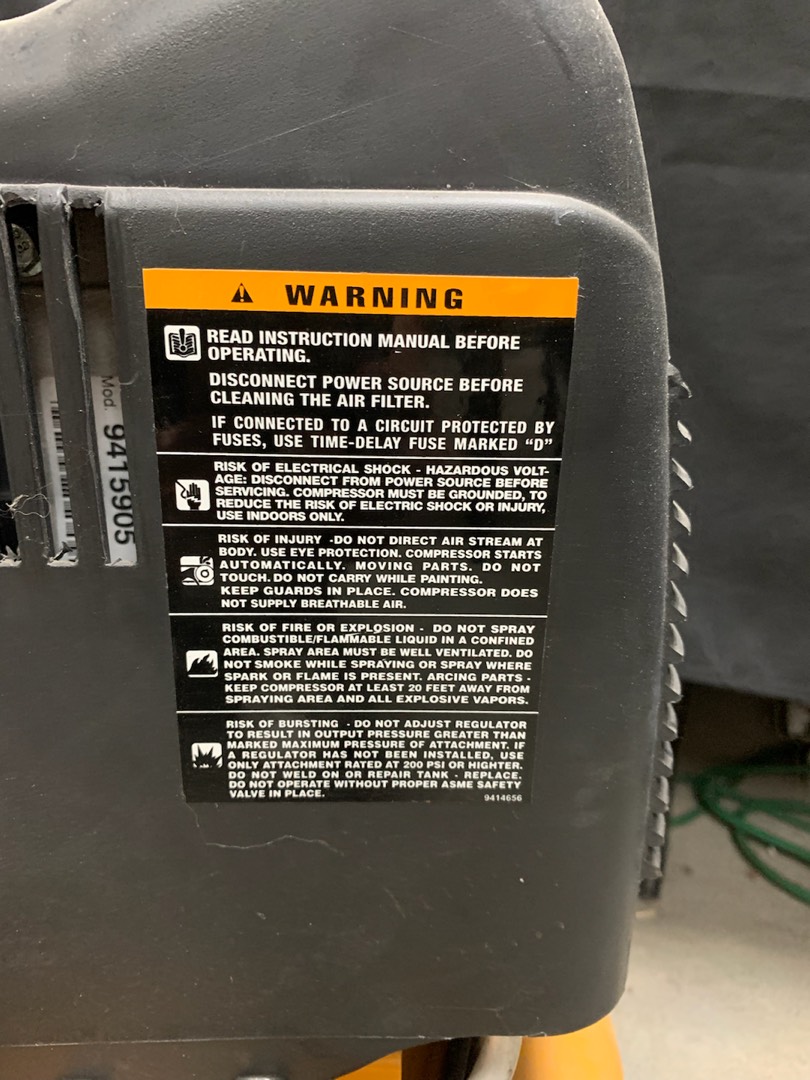 WARNING
READ INSTRUCTION MANUAL BEFORE
OPERATING.
DISCONNECT POWER SOURCE BEFORE
CLEANING THE AIR FILTER.
IF CONNECTED TO A CIRCUIT PROTECTED BY
FUSES, USE TIME-DELAY FUSE MARKED “D”
RISK OF ELECTRICAL SHOCK - HAZARDOUS VOLT-
AGE: DISCONNECT FROM POWER SOURCE BEFORE
SERVICING. COMPRESSOR MUST BE GROUNDED, TO
REDUCE THE RISK OF ELECTRIC SHOCK OR INJURY,
USE INDOORS ONLY.
RISK OF INJURY -DO NOT DIRECT AIR STREAM AT
BODY. USE EYE PROTECTION. COMPRESSOR STARTS
AUTOMATICALLY. MOVING PARTS. DO NOT
TOUCH. DO NOT CARRY WHILE PAINTING.
KEEP GUARDS IN PLACE. COMPRESSOR DOES
NOT SUPPLY BREATHABLE AIR.
RISK OF FIRE OR EXPLOSION - DO NOT SPRAY
COMBUSTIBLE/FLAMMABLE LIQUID IN A CONFINED
AREA. SPRAY AREA MUST BE WELL VENTILATED. DO
NOT SMOKE WHILE SPRAYING OR SPRAY WHERE
SPARK OR FLAME IS PRESENT. ARCING PARTS -
KEEP COMPRESSOR AT LEAST 20 FEET AWAY FROM
SPRAYING AREA AND ALL EXPLOSIVE VAPORS.
RISK OF BURSTING - DO NOT ADJUST REGULATOR
TO RESULT IN OUTPUT PRESSURE GREATER THAN
MARKED MAXIMUM PRESSURE OF ATTACHMENT. IF
A REGULATOR HAS NOT BEEN INSTALLED, USE
ONLY ATTACHMENT RATED AT 200 PSI OR HIGHTER.
DO NOT WELD ON OR REPAIR TANK - REPLACE.
DO NOT OPERATE WITHOUT PROPER ASME SAFETY
VALVE IN PLACE.
9414656
Mod. 9415905